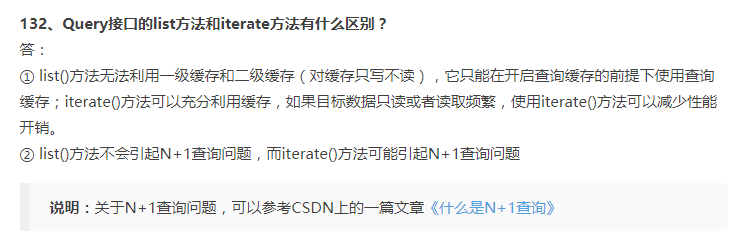 132、Query接口的list方法和iterate方法有什么区别？
答：
① list()方法无法利用一级缓存和二级缓存（对缓存只写不读），它只能在开启查询缓存的前提下使用查询
缓存；iterate()方法可以充分利用缓存，如果目标数据只读或者读取频繁，使用iterate()方法可以减少性能
开销。
② list()方法不会引起N+1查询问题，而iterate()方法可能引起N+1查询问题
说明：关于N+1查询问题，可以参考CSDN上的一篇文章《什么是N+1查询》